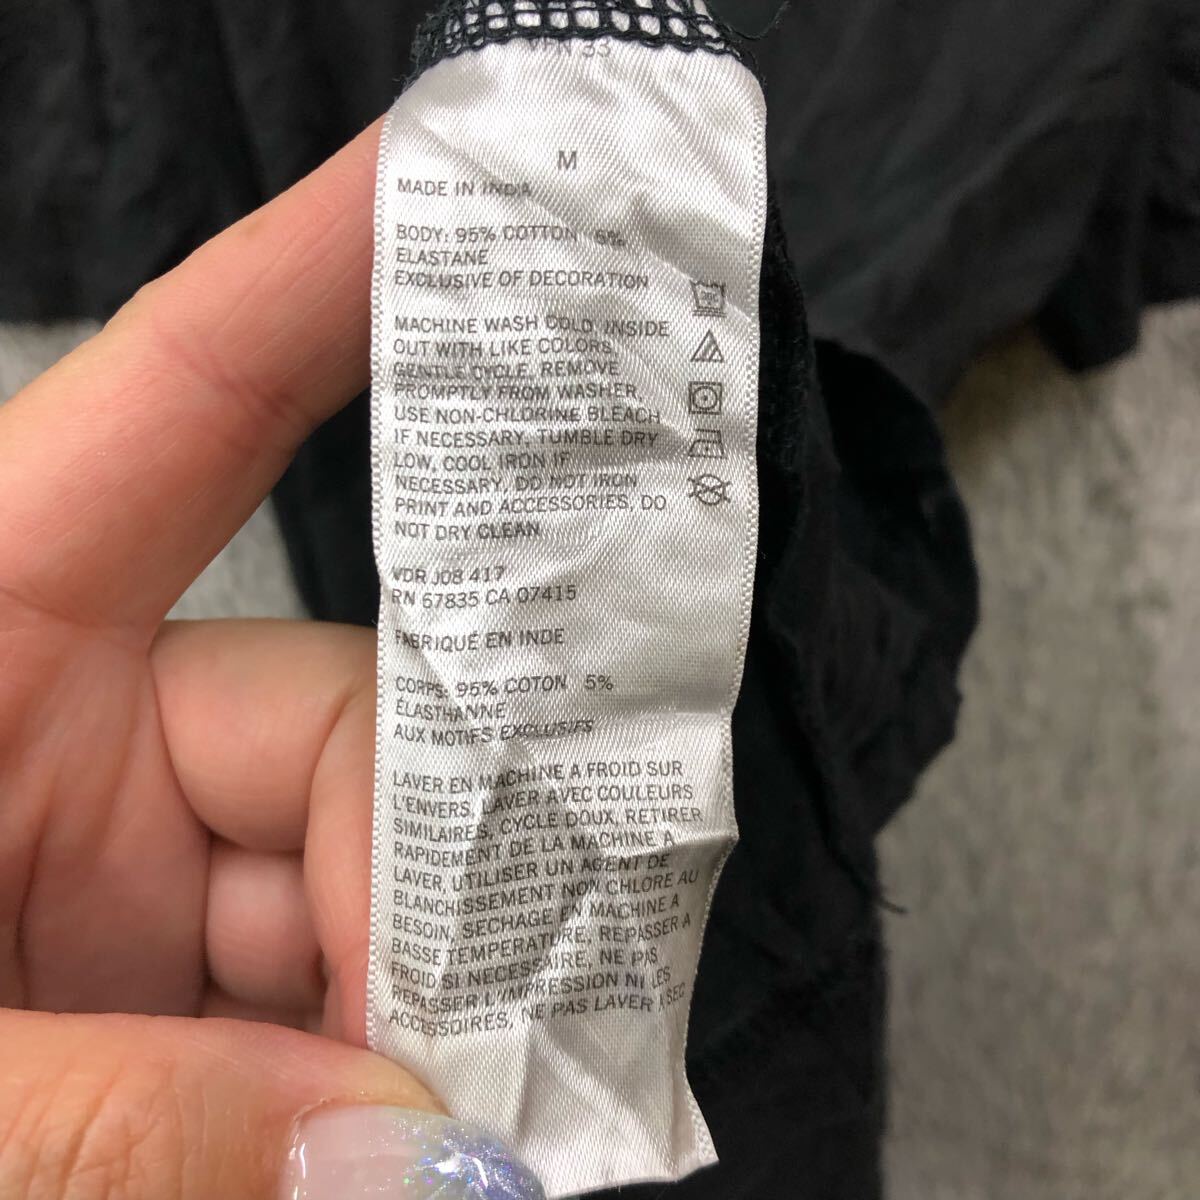 33
M
MADE IN INDIA
BODY: 95% COTTON 5%
ELASTANE
EXCLUSIVE OF DECORATION
MACHINE WASH COLD INSIDE
OUT WITH LIKE COLORS,
GENTLE CYCLE, REMOVE
PROMPTLY FROM WASHER,
USE NON-CHLORINE BLEACH
IF NECESSARY, TUMBLE DRY
LOW, COOL IRON IF
NECESSARY, DO NOT IRON
PRINT AND ACCESSORIES, DO
NOT DRY CLEAN
VDR J08 417
RN 67835 CA 07415
FABRIQUÉ EN INDE
CORPS: 95% COTON 5%
ÉLASTHANNE
AUX MOTIFS EXCLUSIFS
LAVER EN MACHINE A FROID SUR
L'ENVERS, LAVER AVEC COULEURS
SIMILAIRES, CYCLE DOUX, RETIRER
RAPIDEMENT DE LA MACHINE A
LAVER, UTILISER UN AGENT DE
BLANCHISSEMENT NON CHLORE AU
BESOIN, SECHAGE EN MACHINE A
BASSE TEMPERATURE, REPASSER A
FROID SI NECESSAIRE, NE PAS
REPASSER L'IMPRESSION NI LES
ACCESSOIRES, NE PAS LAVER A SEC